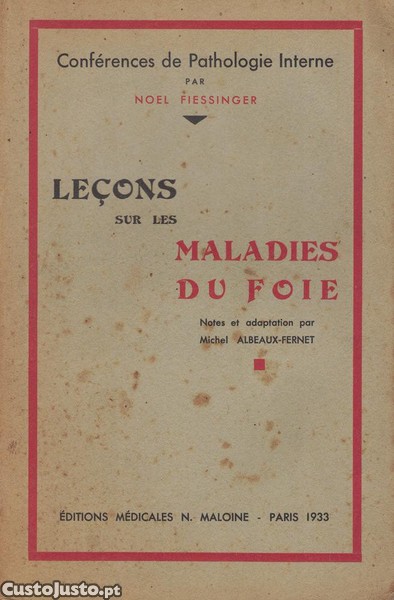 Conférences de Pathologie Interne
PAR
NOEL FIESSINGER
LEÇONS
SUR LES
MALADIES
DU FOIE
Notes et adaptation par
Michel ALBEAUX-FERNET
ÉDITIONS MÉDICALES N. MALOINE - PARIS 1933
CustoJusto.pt